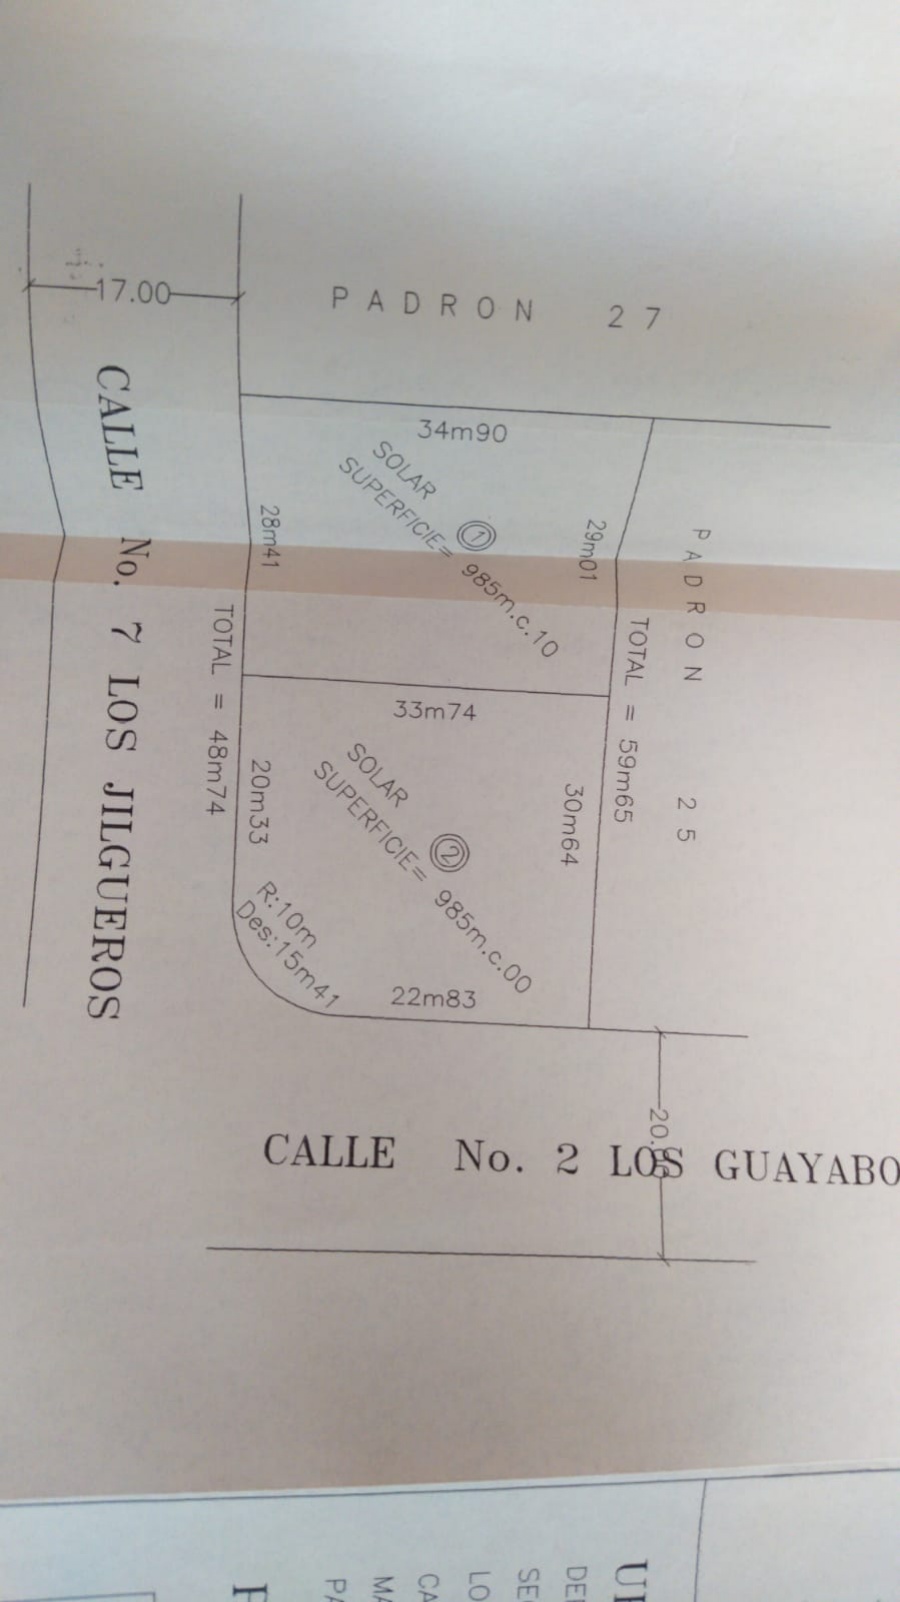 17.00
PADRON 27
34m90
SOLAR 1
SUPERFICIE= 985m.c.10
28m41
29m01
PADRON 25
TOTAL = 59m65
TOTAL = 48m74
CALLE No. 7 LOS JILGUEROS
33m74
SOLAR 2
SUPERFICIE= 985m.c.00
20m33
30m64
R:10m
Des:15m41
22m83
CALLE No. 2 LOS GUAYABO